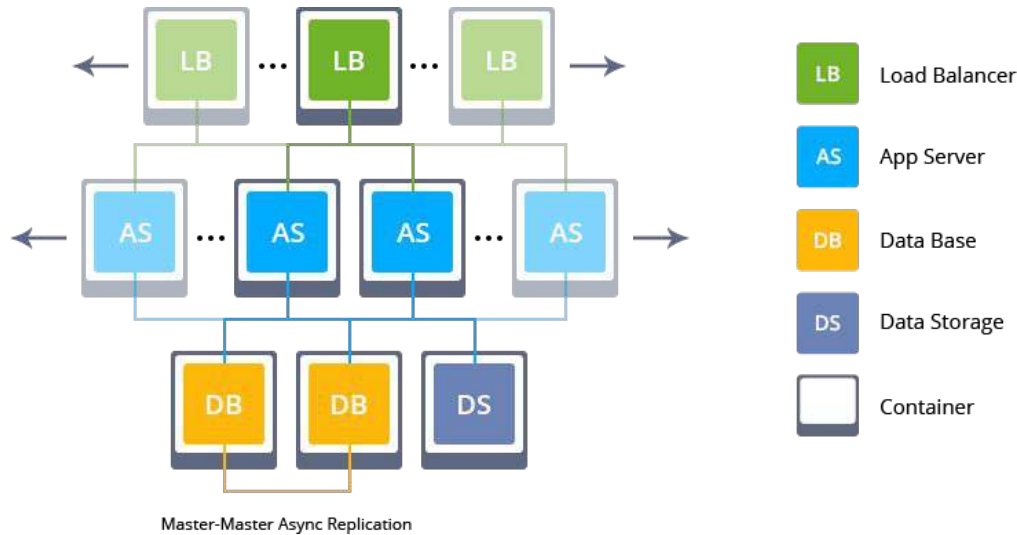 LB
LB
LB
AS
AS
AS
AS
DB
DB
DS
Master-Master Async Replication
LB Load Balancer
AS App Server
DB Data Base
DS Data Storage
Container